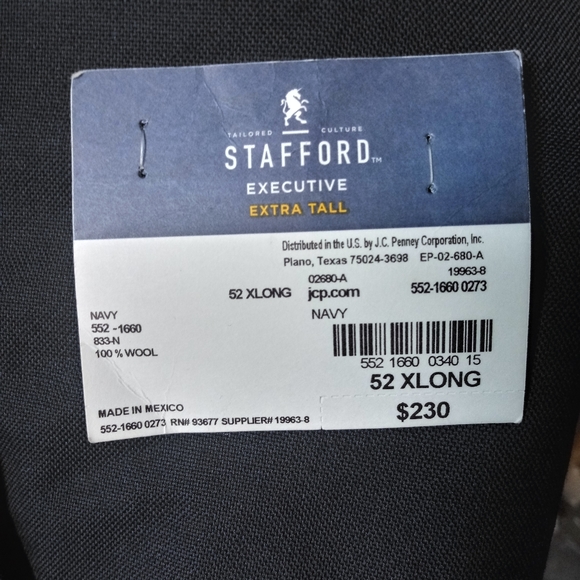 TAILORED CULTURE
STAFFORD™
EXECUTIVE
EXTRA TALL
Distributed in the U.S. by J.C. Penney Corporation, Inc.
Plano, Texas 75024-3698 EP-02-680-A
02680-A 19963-8
52 XLONG jcp.com 552-1660 0273
NAVY NAVY
552 -1660
833-N
100 % WOOL
552 1660 0340 15
52 XLONG
MADE IN MEXICO $230
552-1660 0273 RN# 93677 SUPPLIER# 19963-8